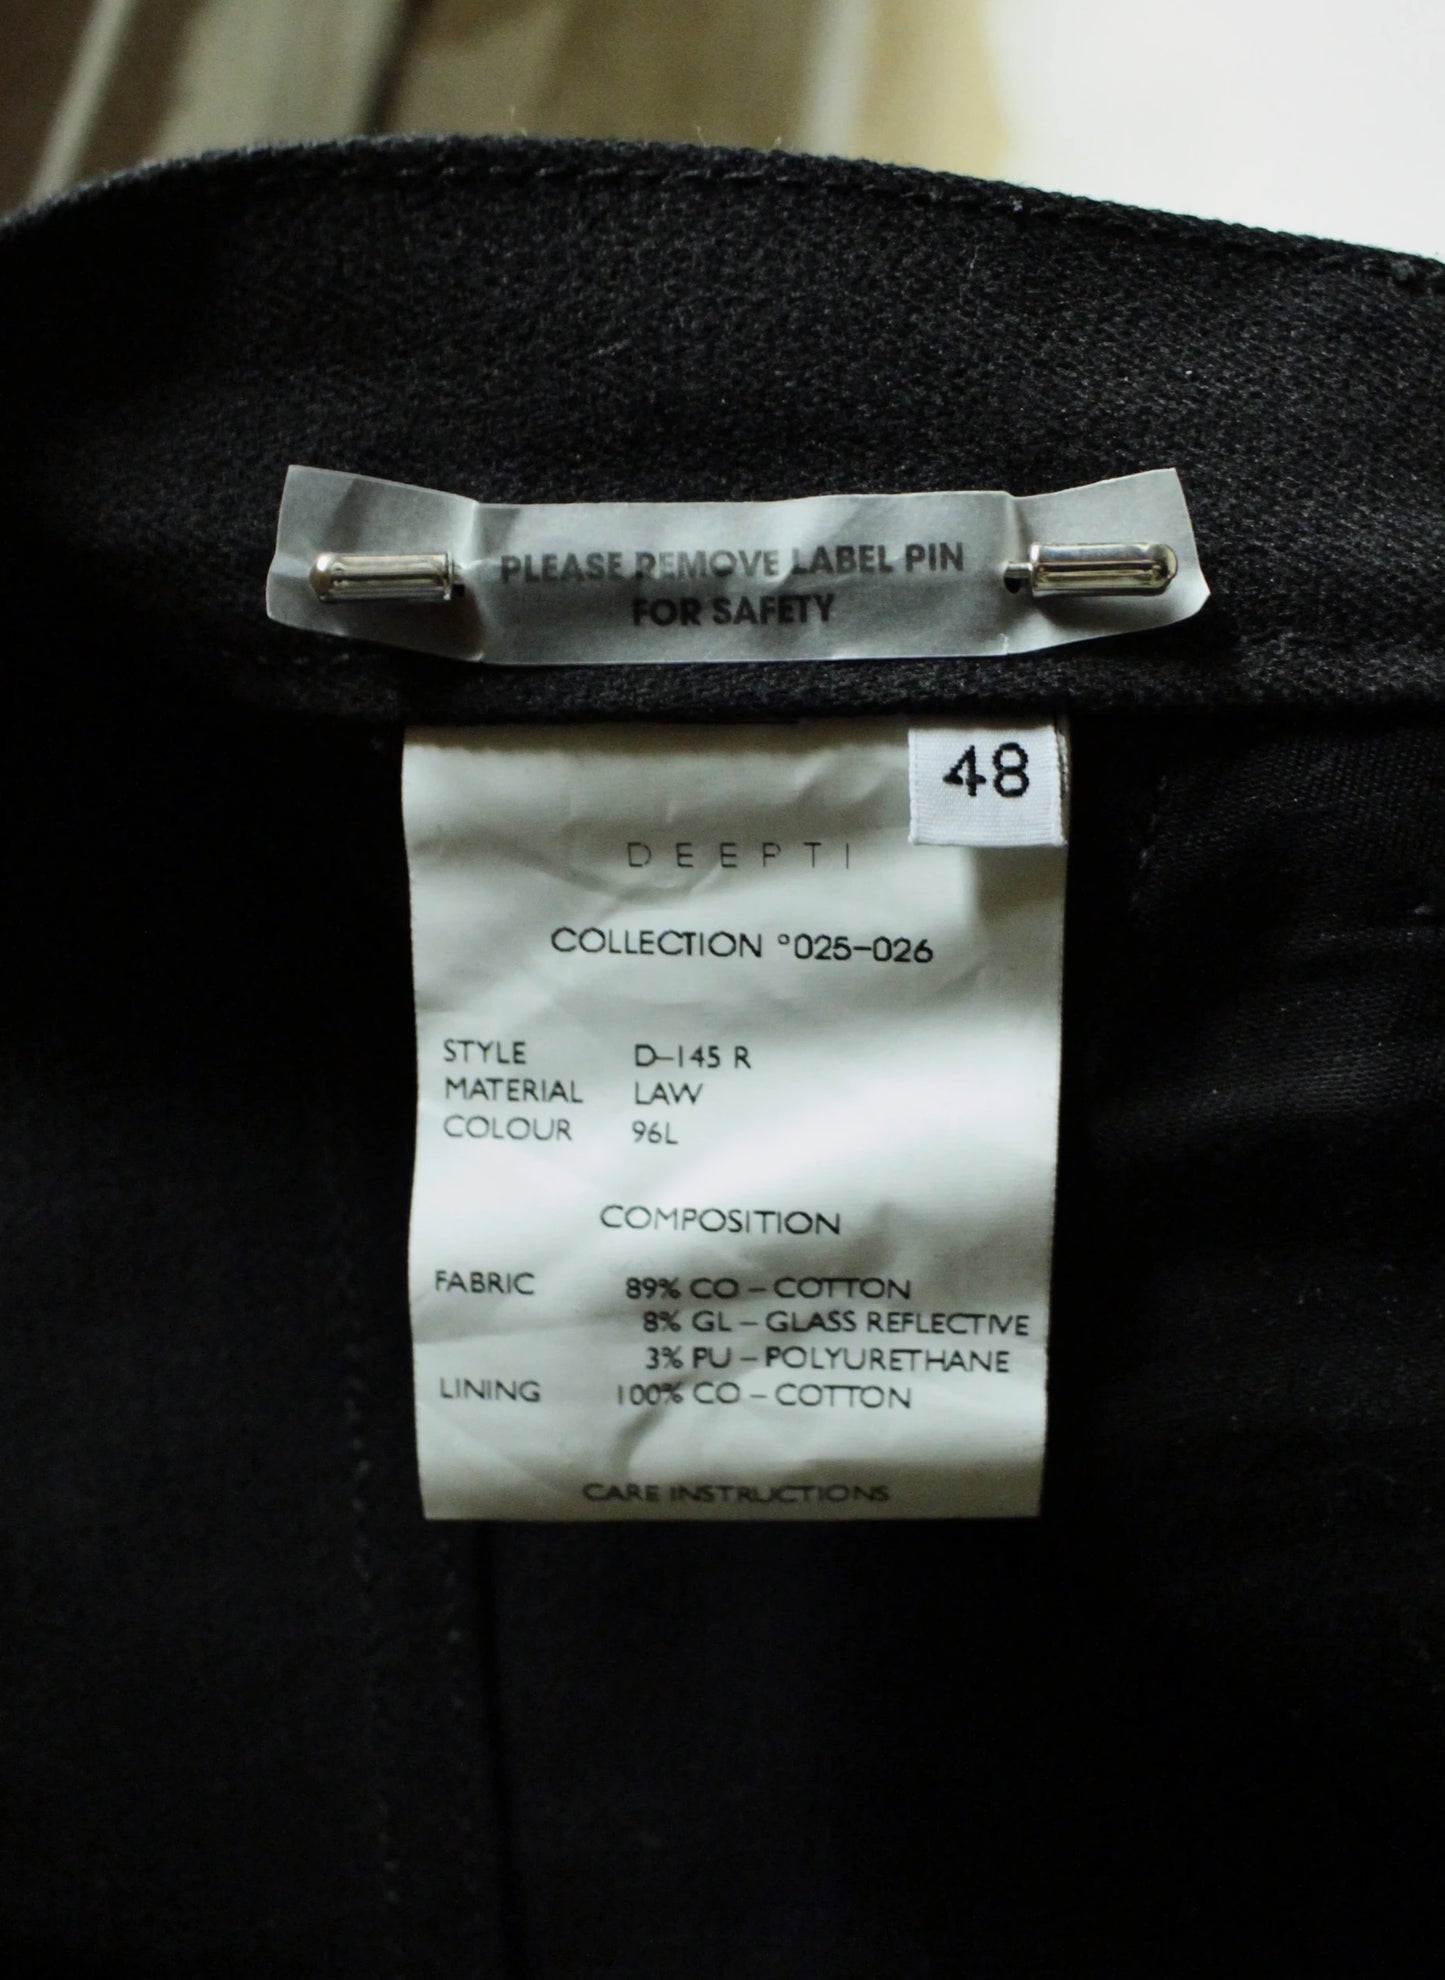 PLEASE REMOVE LABEL PIN
FOR SAFETY
48
DEEPTI
COLLECTION °025-026
STYLE D-145 R
MATERIAL LAW
COLOUR 96L
COMPOSITION
FABRIC 89% CO - COTTON
8% GL - GLASS REFLECTIVE
3% PU - POLYURETHANE
LINING 100% CO - COTTON
CARE INSTRUCTIONS